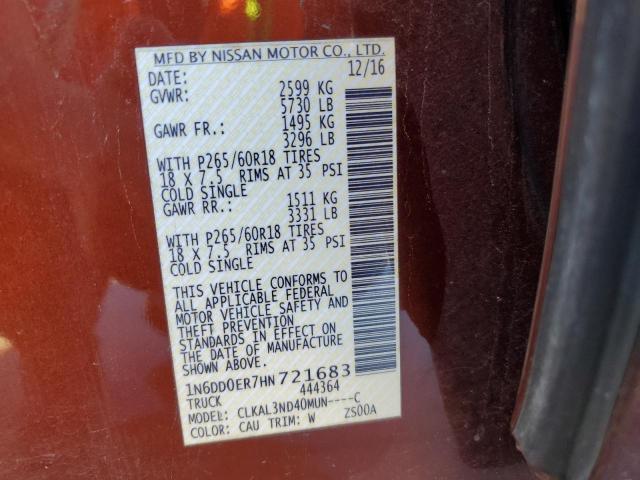 MFD BY NISSAN MOTOR CO., LTD.
DATE: 12/16
GVWR: 2599 KG
5730 LB
GAWR FR.: 1495 KG
3296 LB
WITH P265/60R18 TIRES
18 X 7.5 RIMS AT 35 PSI
COLD SINGLE
GAWR RR.: 1511 KG
3331 LB
WITH P265/60R18 TIRES
18 X 7.5 RIMS AT 35 PSI
COLD SINGLE
THIS VEHICLE CONFORMS TO
ALL APPLICABLE FEDERAL
MOTOR VEHICLE SAFETY AND
THEFT PREVENTION
STANDARDS IN EFFECT ON
THE DATE OF MANUFACTURE
SHOWN ABOVE.
1N6DD0ER7HN721683
TRUCK 444364
MODEL: CLKAL3ND40MUN----C
COLOR: CAU TRIM: W ZS00A